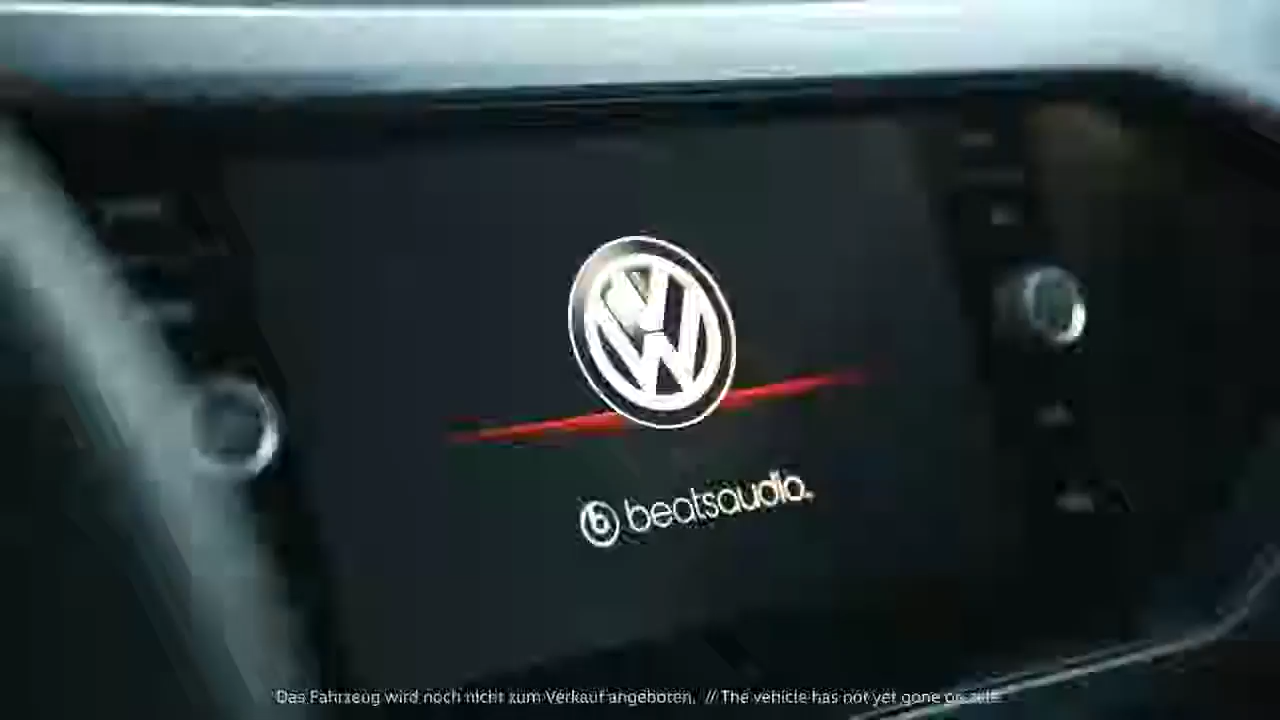 beatsaudio.
Das Fahrzeug wird noch nicht zum Verkauf angeboten. // The vehicle has not yet gone on sale.